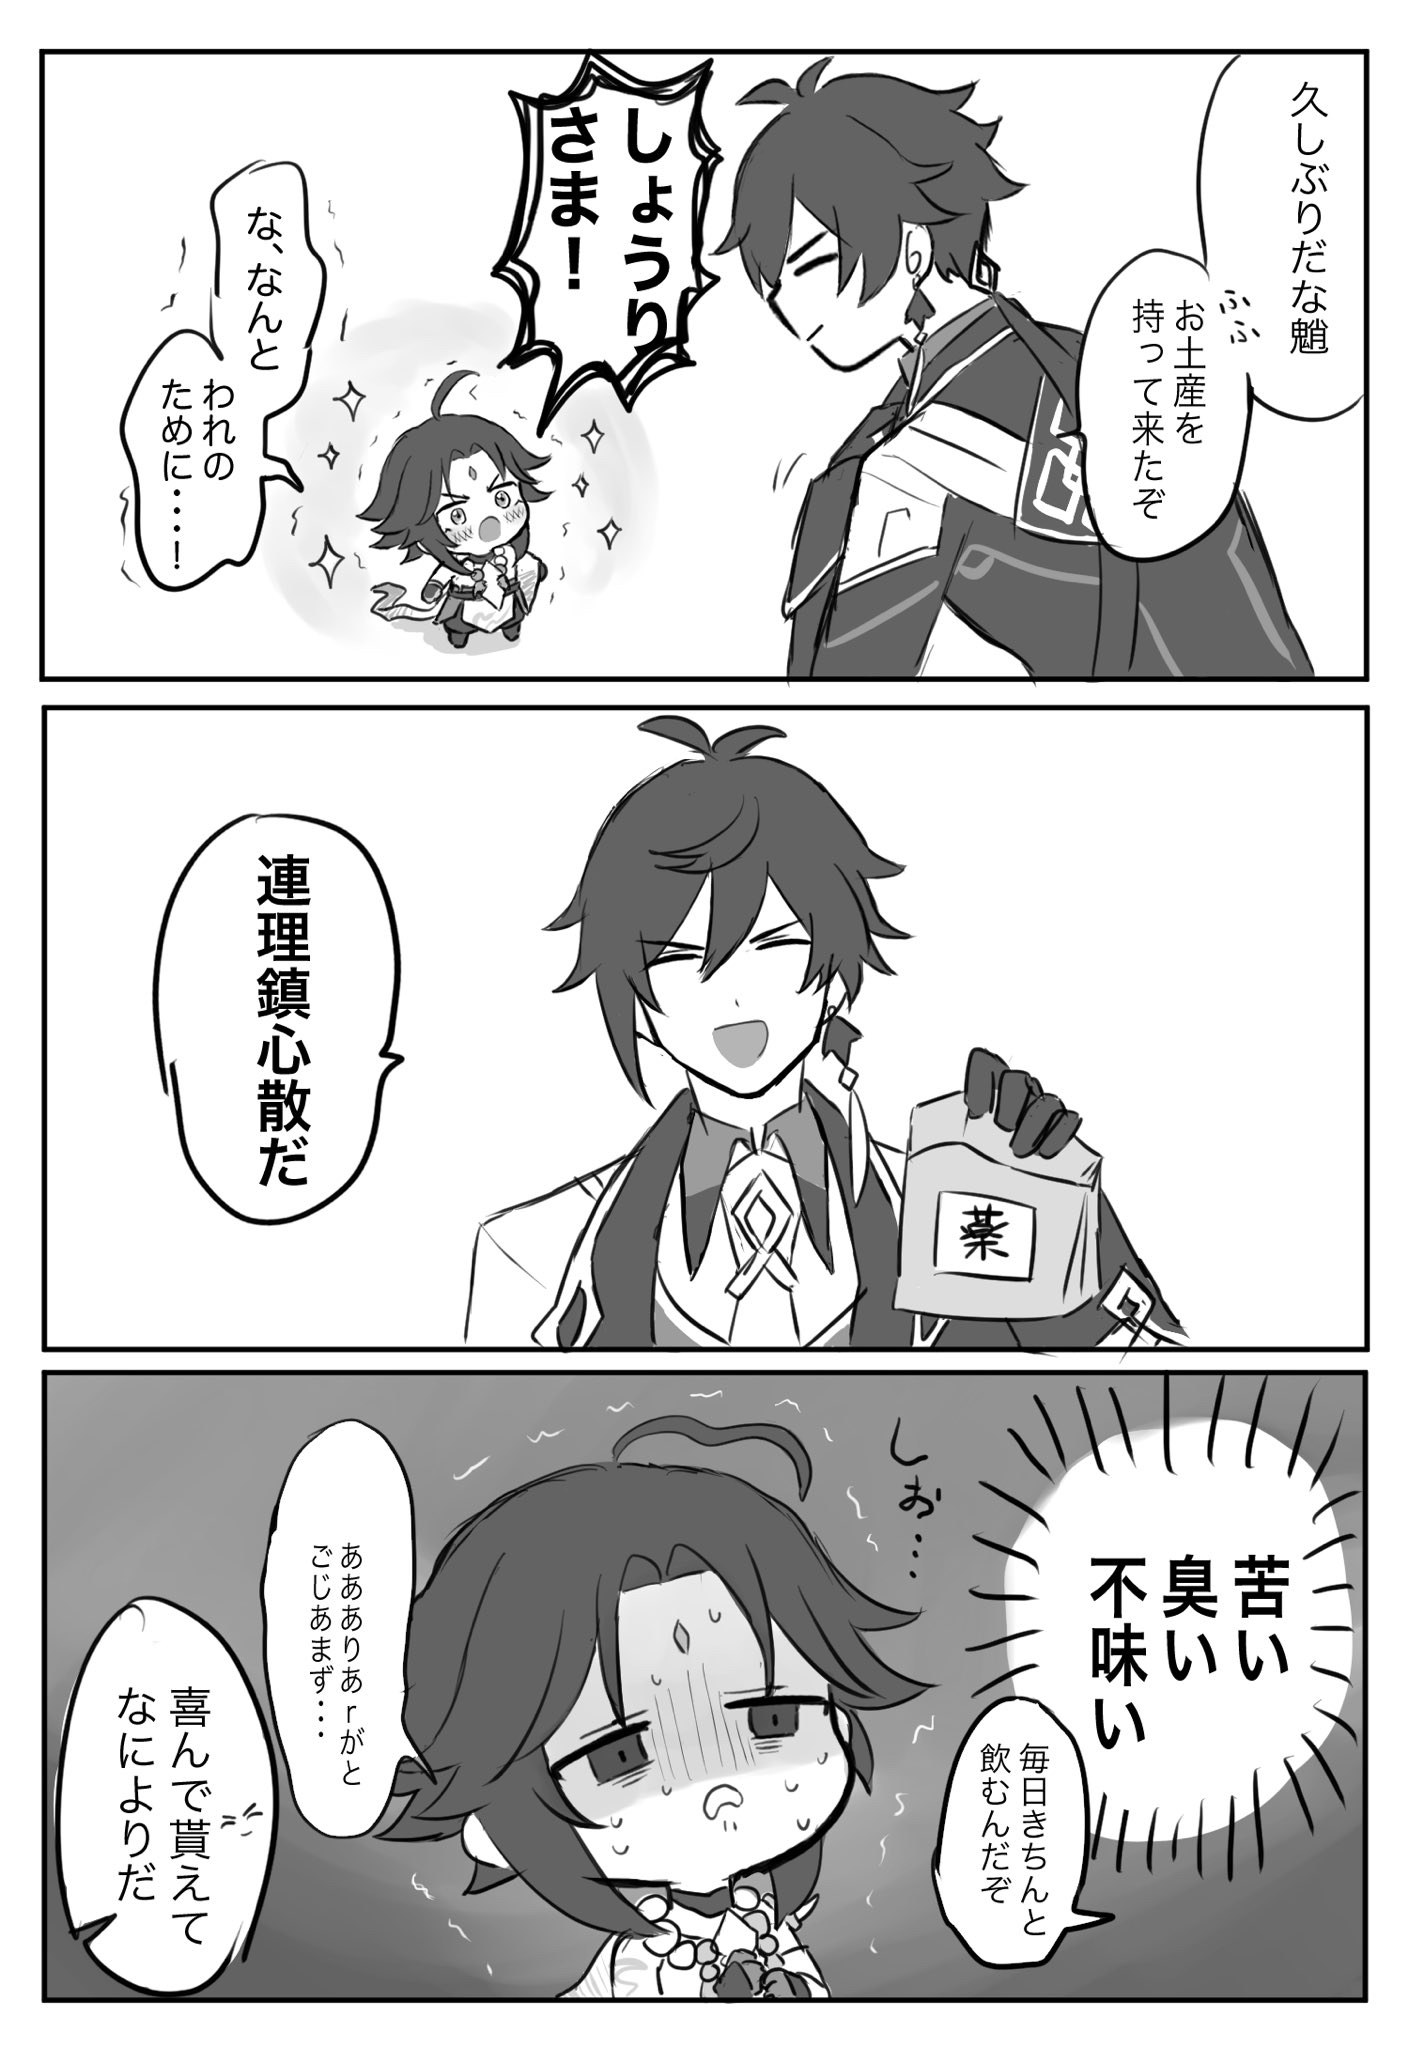 久しぶりだな魈
ふふ
お土産を
持って来たぞ
しょうり
さま!
な、なんと
われの
ために・・・・・!
連理鎮心散だ
薬
苦い
臭い
不味い
毎日きちんと
飲むんだぞ
しお・・・
あああありあrがと
ごじあまず・・・
喜んで貰えて
なによりだ